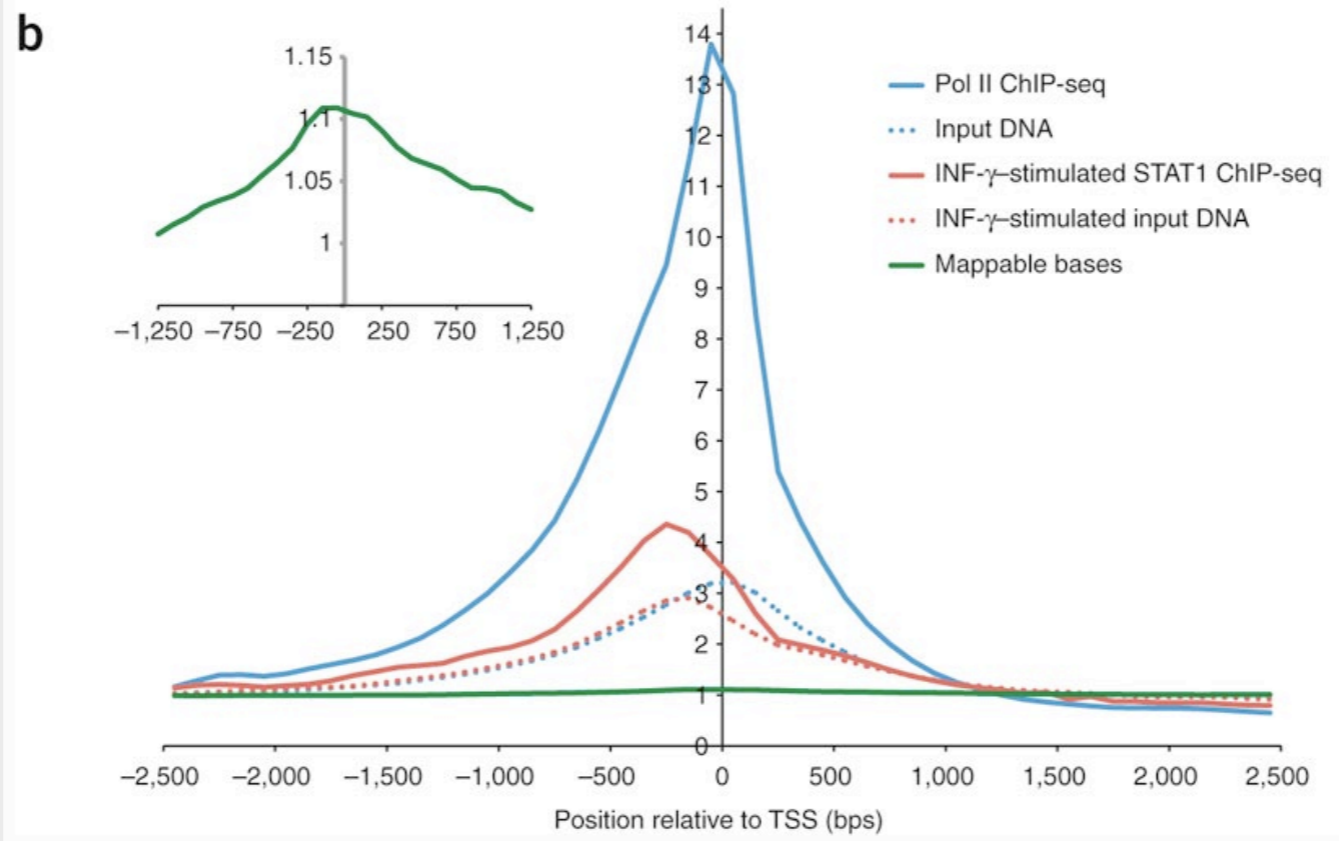 b
1.15
1.1
1.05
1
−1,250 −750 −250 250 750 1,250
14
13
12
11
10
9
8
7
6
5
4
3
2
1
0
Pol II ChIP-seq
Input DNA
INF-γ–stimulated STAT1 ChIP-seq
INF-γ–stimulated input DNA
Mappable bases
−2,500 −2,000 −1,500 −1,000 −500 0 500 1,000 1,500 2,000 2,500
Position relative to TSS (bps)